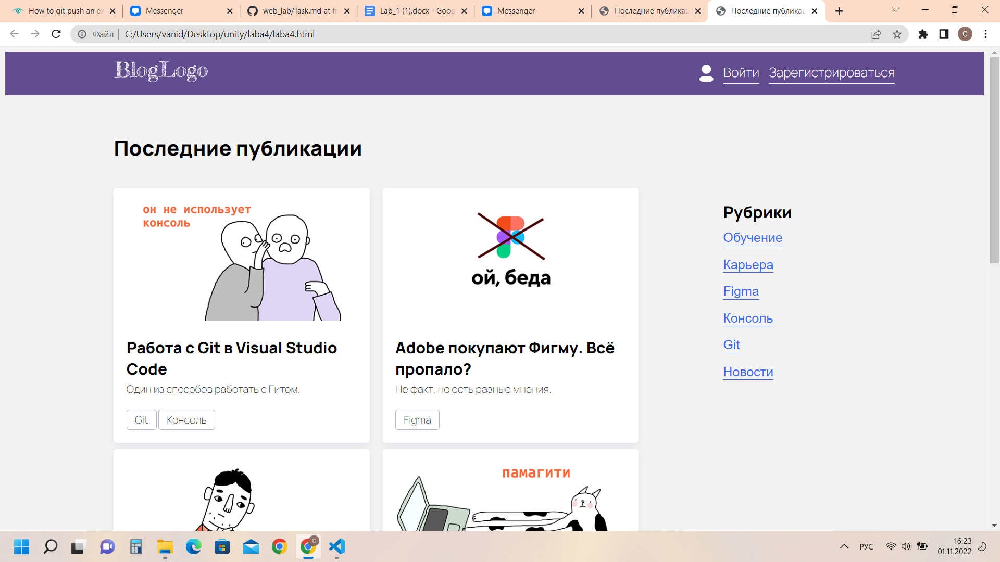 How to git push an ex
Messenger
web_lab/Task.md at fr
Lab_1 (1).docx - Goog
Messenger
Последние публикац
Последние публикац
Файл | C:/Users/vanid/Desktop/unity/laba4/laba4.html
C
BlogLogo
Войти
Зарегистрироваться
Последние публикации
он не использует
консоль
ой, беда
Работа с Git в Visual Studio
Code
Один из способов работать с Гитом.
Git
Консоль
Adobe покупают Фигму. Всё
пропало?
Не факт, но есть разные мнения.
Figma
памагити
Рубрики
Обучение
Карьера
Figma
Консоль
Git
Новости
C
РУС
16:23
01.11.2022